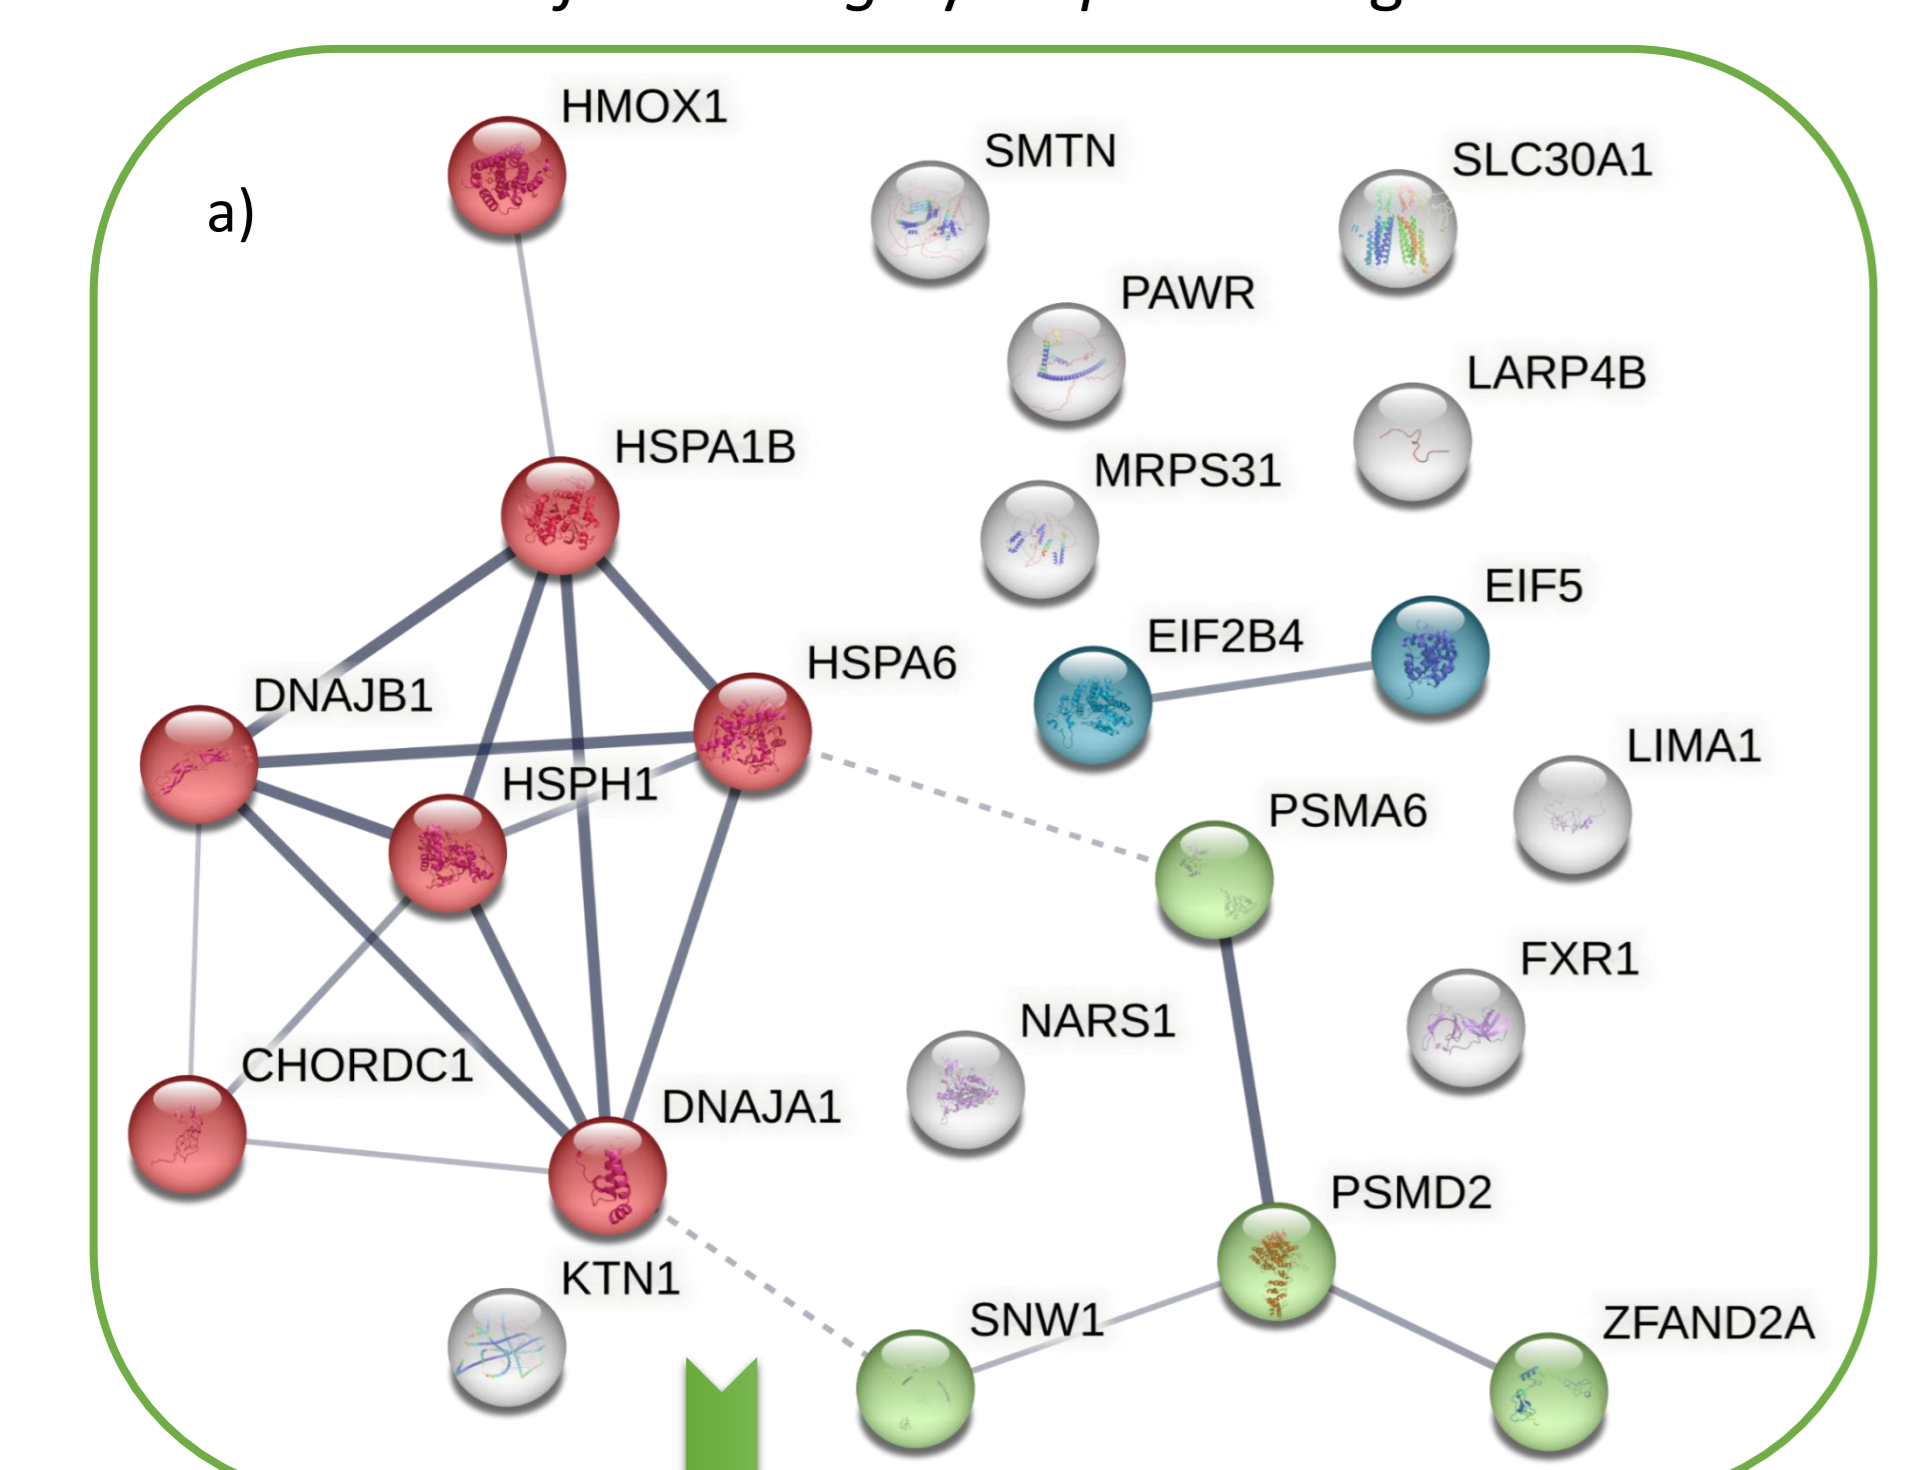 HMOX1
SMTN
SLC30A1
a)
PAWR
LARP4B
HSPA1B
MRPS31
EIF5
EIF2B4
HSPA6
DNAJB1
LIMA1
HSPH1
PSMA6
FXR1
NARS1
CHORDC1
DNAJA1
PSMD2
KTN1
SNW1
ZFAND2A